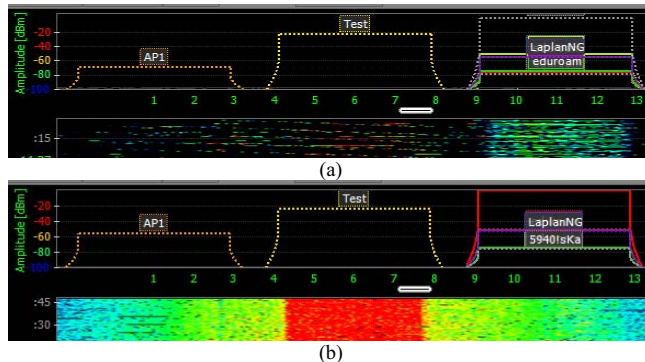 Amplitude [dBm]
-20
-40
-60
-80
-100
AP1
Test
LaplanNG
eduroam
1 2 3 4 5 6 7 8 9 10 11 12 13
:15
(a)
Amplitude [dBm]
-20
-40
-60
-80
-100
AP1
Test
LaplanNG
5940!sKa
1 2 3 4 5 6 7 8 9 10 11 12 13
:45
:30
(b)